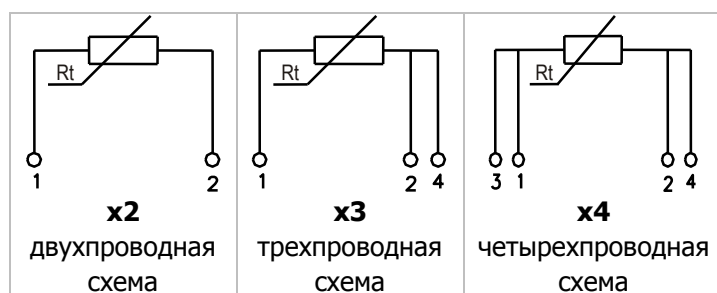 Rt
1 2
x2
двухпроводная
схема
Rt
1 2 4
x3
трехпроводная
схема
Rt
3 1 2 4
x4
четырехпроводная
схема